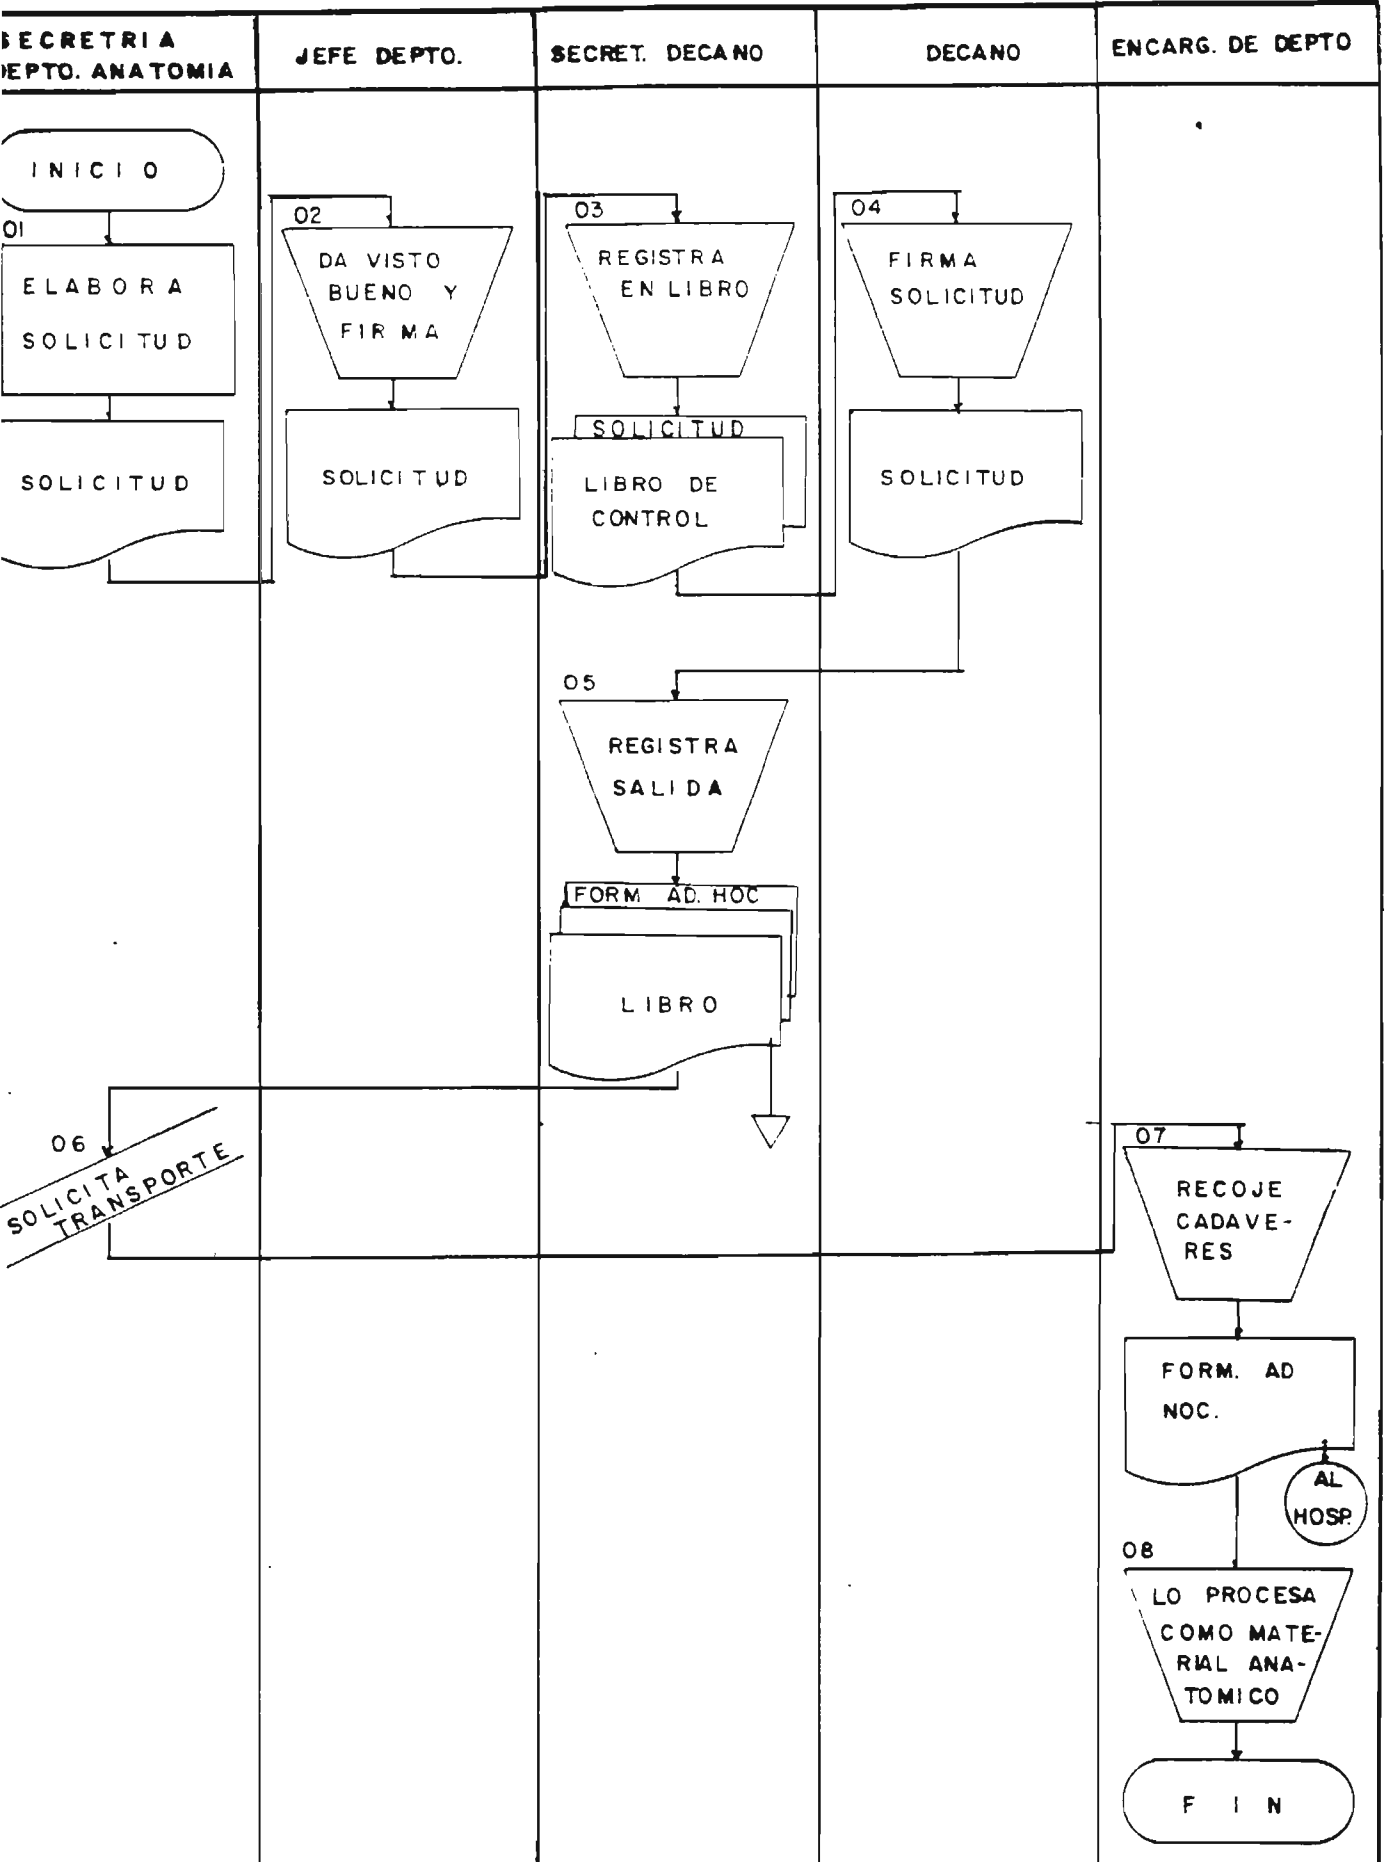 SECRETRIA
DEPTO. ANATOMIA
JEFE DEPTO.
SECRET. DECANO
DECANO
ENCARG. DE DEPTO
INICIO
01
ELABORA
SOLICITUD
SOLICITUD
02
DA VISTO
BUENO Y
FIRMA
SOLICITUD
03
REGISTRA
EN LIBRO
SOLICITUD
LIBRO DE
CONTROL
04
FIRMA
SOLICITUD
SOLICITUD
05
REGISTRA
SALIDA
FORM AD. HOC
LIBRO
06
SOLICITA
TRANSPORTE
07
RECOJE
CADAVE-
RES
FORM. AD
NOC.
AL
HOSP.
08
LO PROCESA
COMO MATE-
RIAL ANA-
TOMICO
FIN